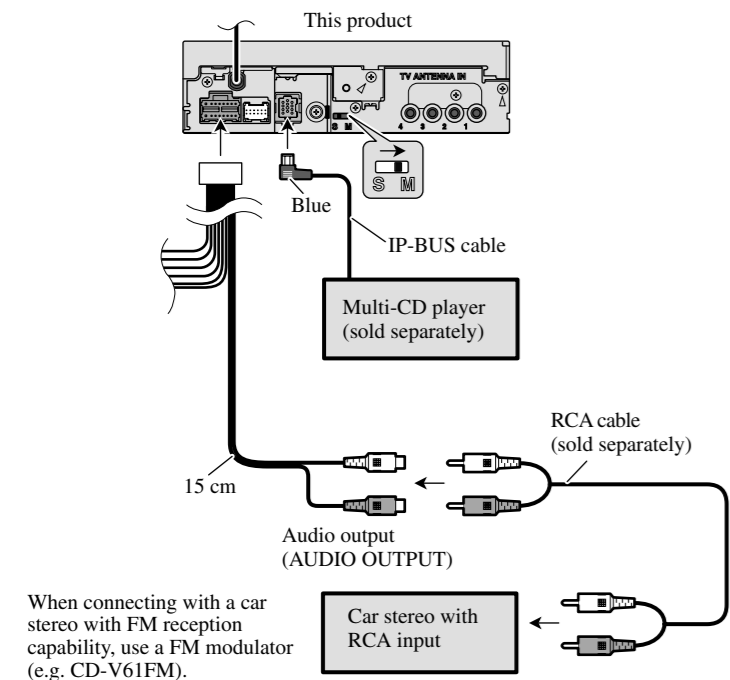 This product
TV ANTENNA IN
4 3 2 1
S M
S M
Blue
IP-BUS cable
Multi-CD player
(sold separately)
RCA cable
(sold separately)
15 cm
Audio output
(AUDIO OUTPUT)
When connecting with a car
stereo with FM reception
capability, use a FM modulator
(e.g. CD-V61FM).
Car stereo with
RCA input